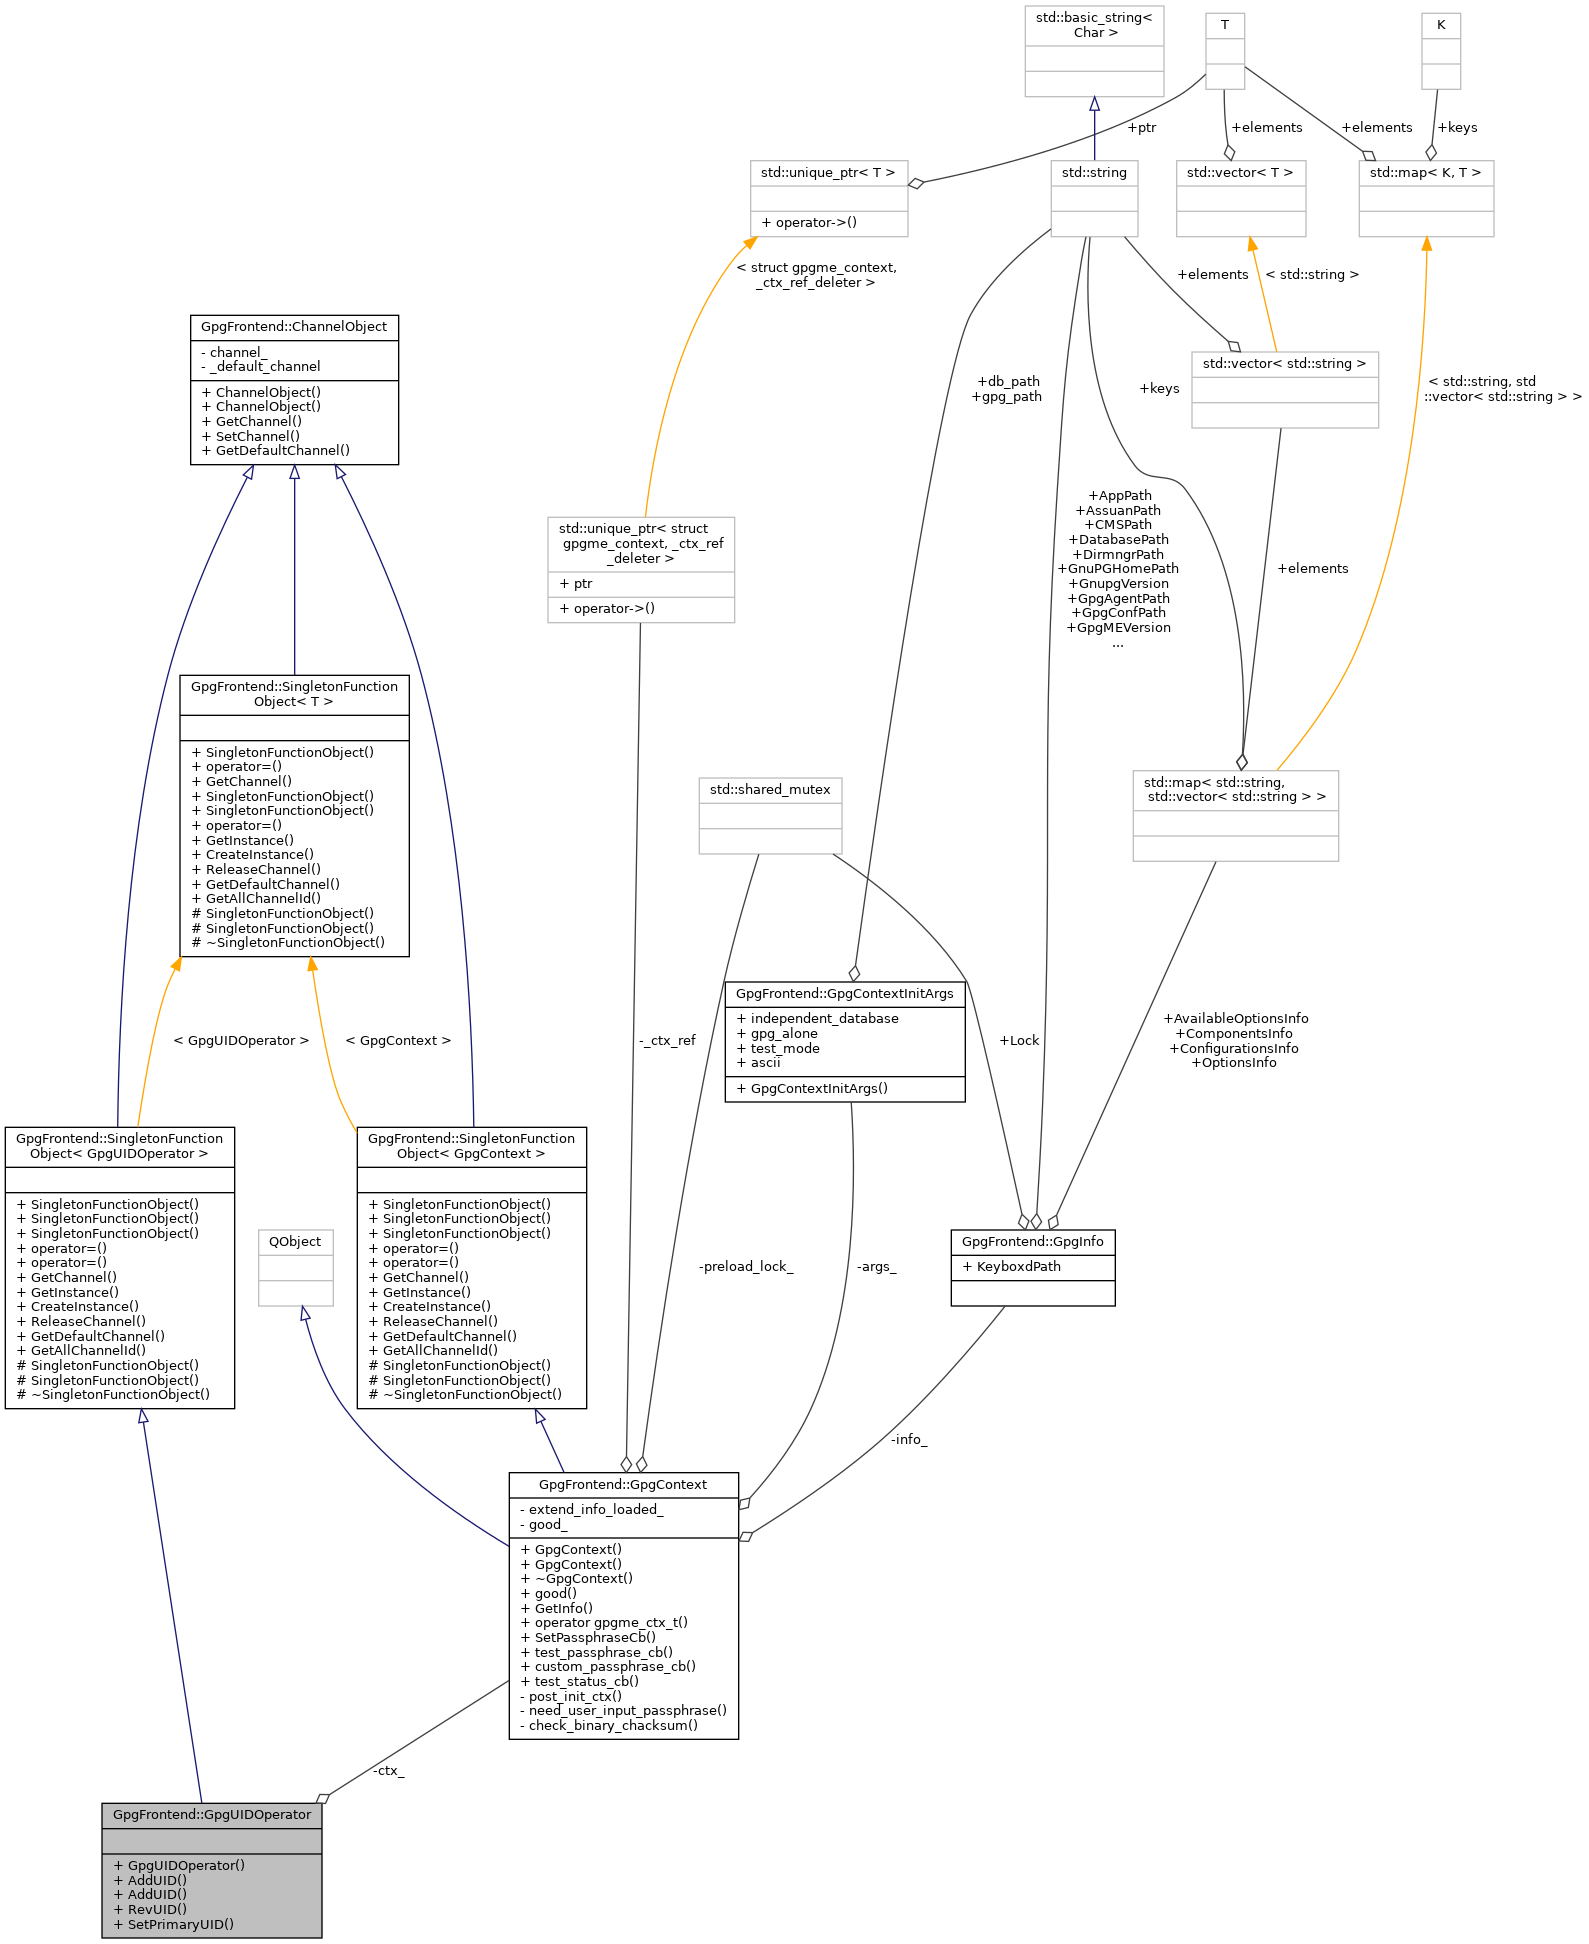 std::basic_string<
Char >
T
K
+ptr
+elements
+elements
+keys
std::unique_ptr< T >
+ operator->()
std::string
std::vector< T >
std::map< K, T >
< struct gpgme_context,
_ctx_ref_deleter >
+elements
< std::string >
GpgFrontend::ChannelObject
- channel_
- _default_channel
+ ChannelObject()
+ ChannelObject()
+ GetChannel()
+ SetChannel()
+ GetDefaultChannel()
std::vector< std::string >
+db_path
+gpg_path
+keys
< std::string, std
::vector< std::string > >
std::unique_ptr< struct
gpgme_context, _ctx_ref
_deleter >
+ ptr
+ operator->()
+AppPath
+AssuanPath
+CMSPath
+DatabasePath
+DirmngrPath
+GnuPGHomePath
+GnupgVersion
+GpgAgentPath
+GpgConfPath
+GpgMEVersion
...
+elements
GpgFrontend::SingletonFunction
Object< T >
+ SingletonFunctionObject()
+ operator=()
+ GetChannel()
+ SingletonFunctionObject()
+ SingletonFunctionObject()
+ operator=()
+ GetInstance()
+ CreateInstance()
+ ReleaseChannel()
+ GetDefaultChannel()
+ GetAllChannelId()
# SingletonFunctionObject()
# SingletonFunctionObject()
# ~SingletonFunctionObject()
std::shared_mutex
std::map< std::string,
std::vector< std::string > >
< GpgUIDOperator >
< GpgContext >
-_ctx_ref
GpgFrontend::GpgContextInitArgs
+ independent_database
+ gpg_alone
+ test_mode
+ ascii
+ GpgContextInitArgs()
+Lock
+AvailableOptionsInfo
+ComponentsInfo
+ConfigurationsInfo
+OptionsInfo
GpgFrontend::SingletonFunction
Object< GpgUIDOperator >
+ SingletonFunctionObject()
+ SingletonFunctionObject()
+ SingletonFunctionObject()
+ operator=()
+ operator=()
+ GetChannel()
+ GetInstance()
+ CreateInstance()
+ ReleaseChannel()
+ GetDefaultChannel()
+ GetAllChannelId()
# SingletonFunctionObject()
# SingletonFunctionObject()
# ~SingletonFunctionObject()
QObject
GpgFrontend::SingletonFunction
Object< GpgContext >
+ SingletonFunctionObject()
+ SingletonFunctionObject()
+ SingletonFunctionObject()
+ operator=()
+ operator=()
+ GetChannel()
+ GetInstance()
+ CreateInstance()
+ ReleaseChannel()
+ GetDefaultChannel()
+ GetAllChannelId()
# SingletonFunctionObject()
# SingletonFunctionObject()
# ~SingletonFunctionObject()
-preload_lock_
-args_
GpgFrontend::GpgInfo
+ KeyboxdPath
-info_
GpgFrontend::GpgContext
- extend_info_loaded_
- good_
+ GpgContext()
+ GpgContext()
+ ~GpgContext()
+ good()
+ GetInfo()
+ operator gpgme_ctx_t()
+ SetPassphraseCb()
+ test_passphrase_cb()
+ custom_passphrase_cb()
+ test_status_cb()
- post_init_ctx()
- need_user_input_passphrase()
- check_binary_chacksum()
-ctx_
GpgFrontend::GpgUIDOperator
+ GpgUIDOperator()
+ AddUID()
+ AddUID()
+ RevUID()
+ SetPrimaryUID()